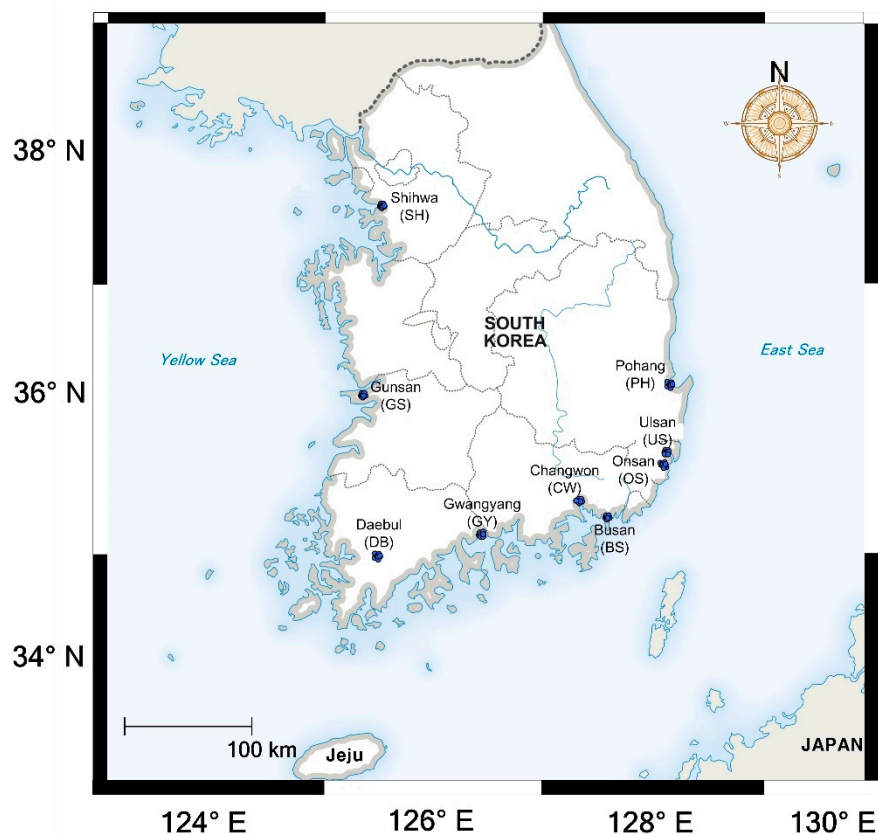 N
38° N
Shihwa
(SH)
SOUTH
KOREA
Yellow Sea
East Sea
Pohang
(PH)
36° N
Gunsan
(GS)
Ulsan
(US)
Onsan
(OS)
Changwon
(CW)
Gwangyang
(GY)
Busan
(BS)
Daebul
(DB)
34° N
100 km
Jeju
JAPAN
124° E
126° E
128° E
130° E